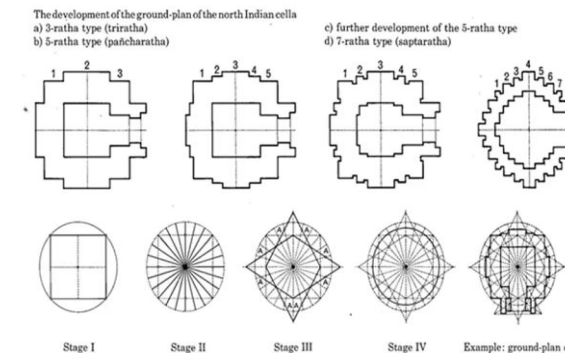 The development of the ground-plan of the north Indian cella
a) 3-ratha type (triratha)
b) 5-ratha type (pañcharatha)
c) further development of the 5-ratha type
d) 7-ratha type (saptaratha)
1 2 3
1 2 3 4 5
1 2 3 4 5
1 2 3 4 5 6 7
A A
A A
A A
A A
Stage I Stage II Stage III Stage IV Example: ground-plan